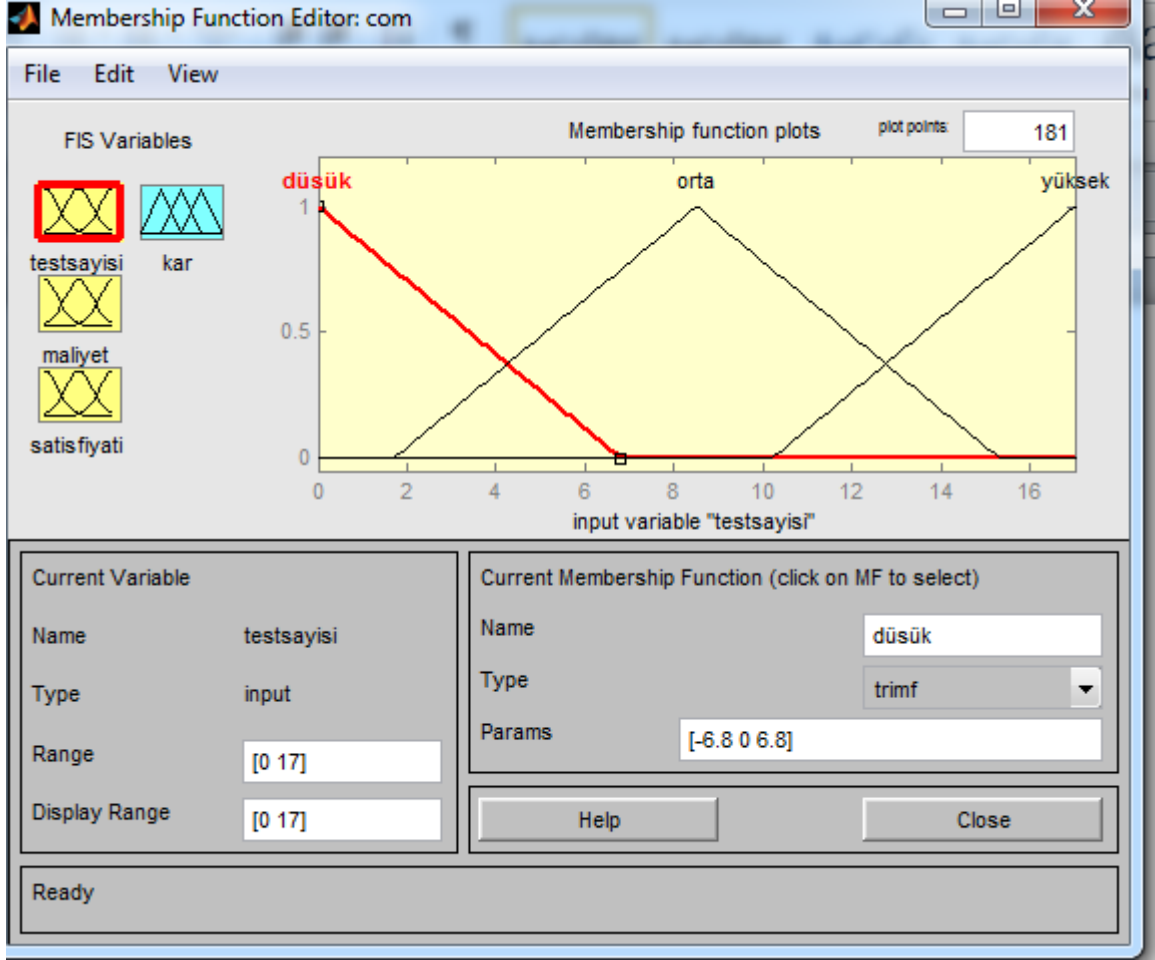 Membership Function Editor: com
File Edit View
FIS Variables
Membership function plots
plot points:
181
testsayisi
kar
maliyet
satisfiyati
düsük
orta
yüksek
1
0.5
0
0 2 4 6 8 10 12 14 16
input variable "testsayisi"
Current Variable
Name testsayisi
Type input
Range [0 17]
Display Range [0 17]
Current Membership Function (click on MF to select)
Name düsük
Type trimf
Params [-6.8 0 6.8]
Help Close
Ready